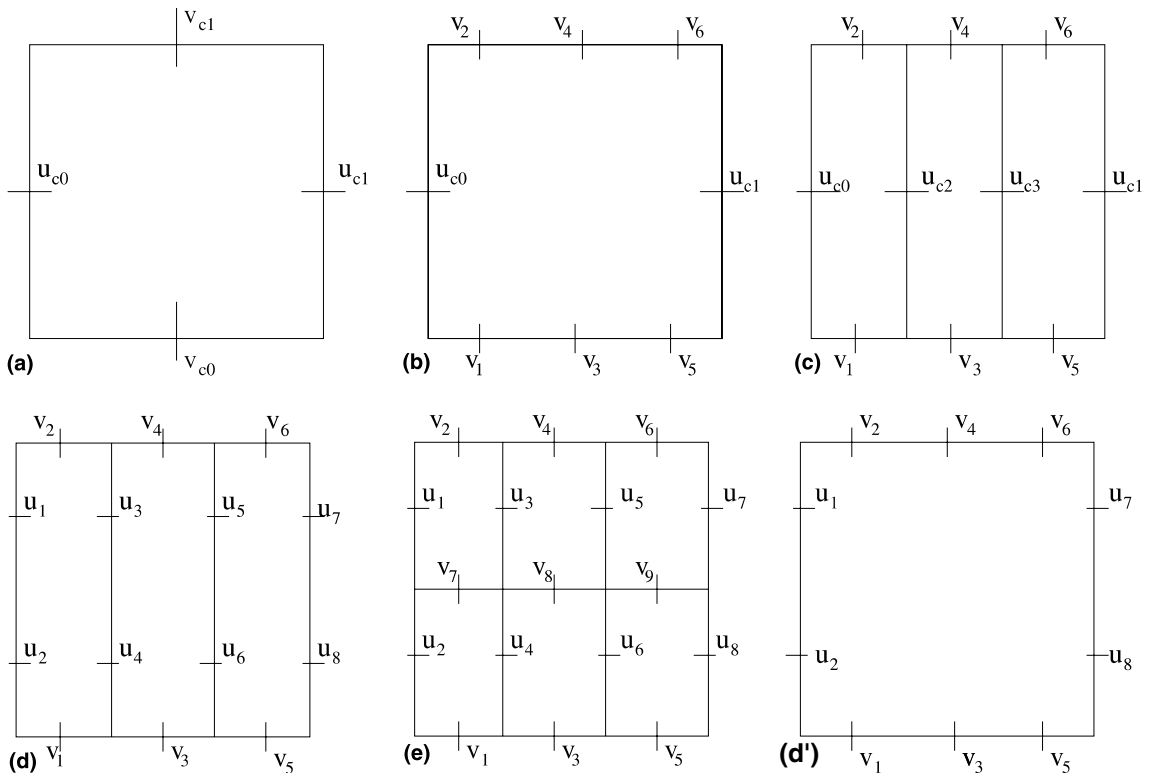 v_c1
u_c0 u_c1
(a) v_c0
v_2 v_4 v_6
u_c0 u_c1
(b) v_1 v_3 v_5
v_2 v_4 v_6
u_c0 u_c2 u_c3 u_c1
(c) v_1 v_3 v_5
v_2 v_4 v_6
u_1 u_3 u_5 u_7
u_2 u_4 u_6 u_8
(d) v_1 v_3 v_5
v_2 v_4 v_6
u_1 u_3 u_5 u_7
v_7 v_8 v_9
u_2 u_4 u_6 u_8
(e) v_1 v_3 v_5
v_2 v_4 v_6
u_1 u_7
u_2 u_8
(d') v_1 v_3 v_5